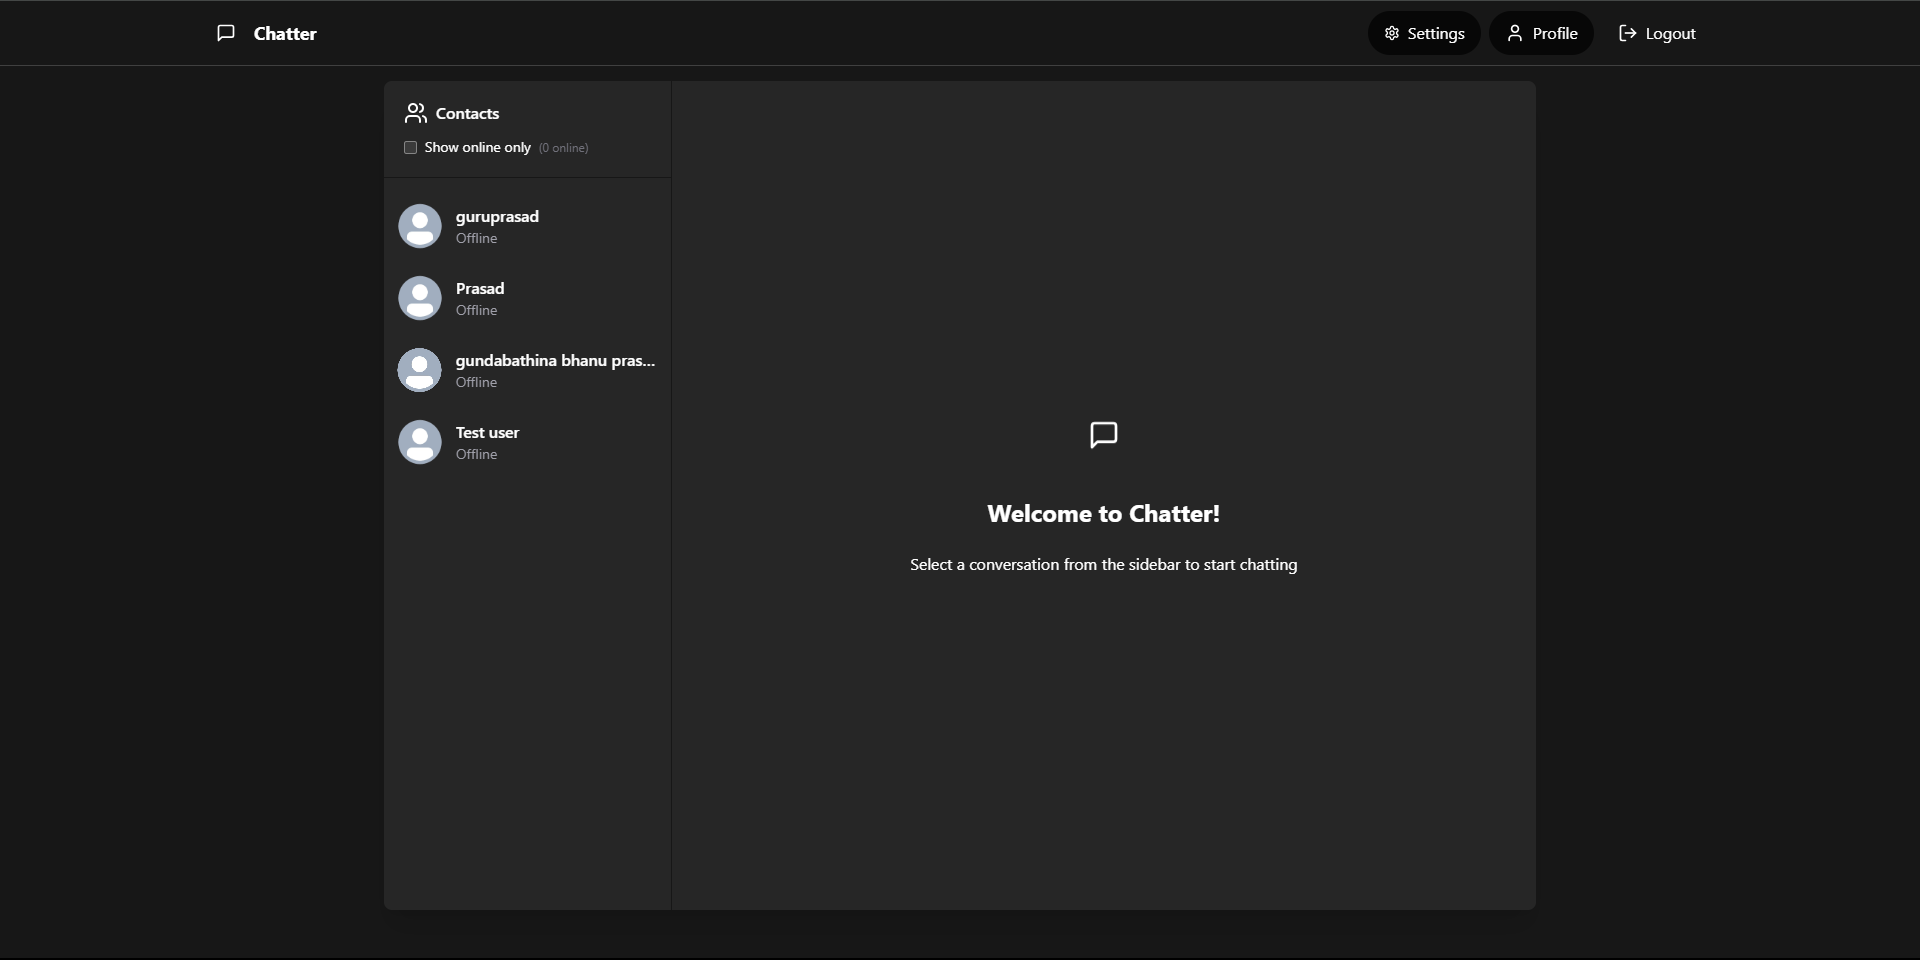 Chatter
Settings
Profile
Logout
Contacts
Show online only (0 online)
guruprasad
Offline
Prasad
Offline
gundabathina bhanu pras...
Offline
Test user
Offline
Welcome to Chatter!
Select a conversation from the sidebar to start chatting